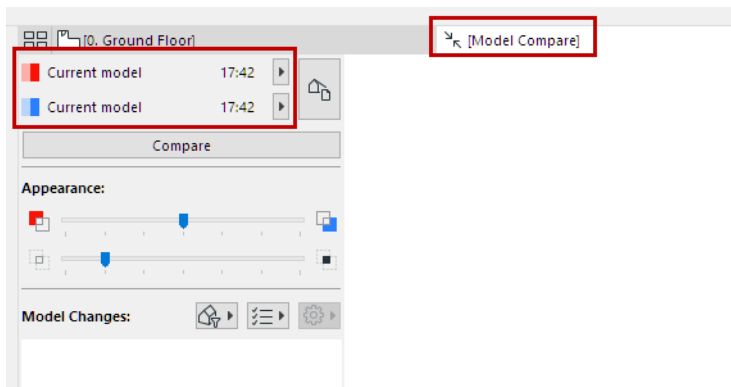 [0. Ground Floor]
[Model Compare]
Current model 17:42
Current model 17:42
Compare
Appearance:
Model Changes: